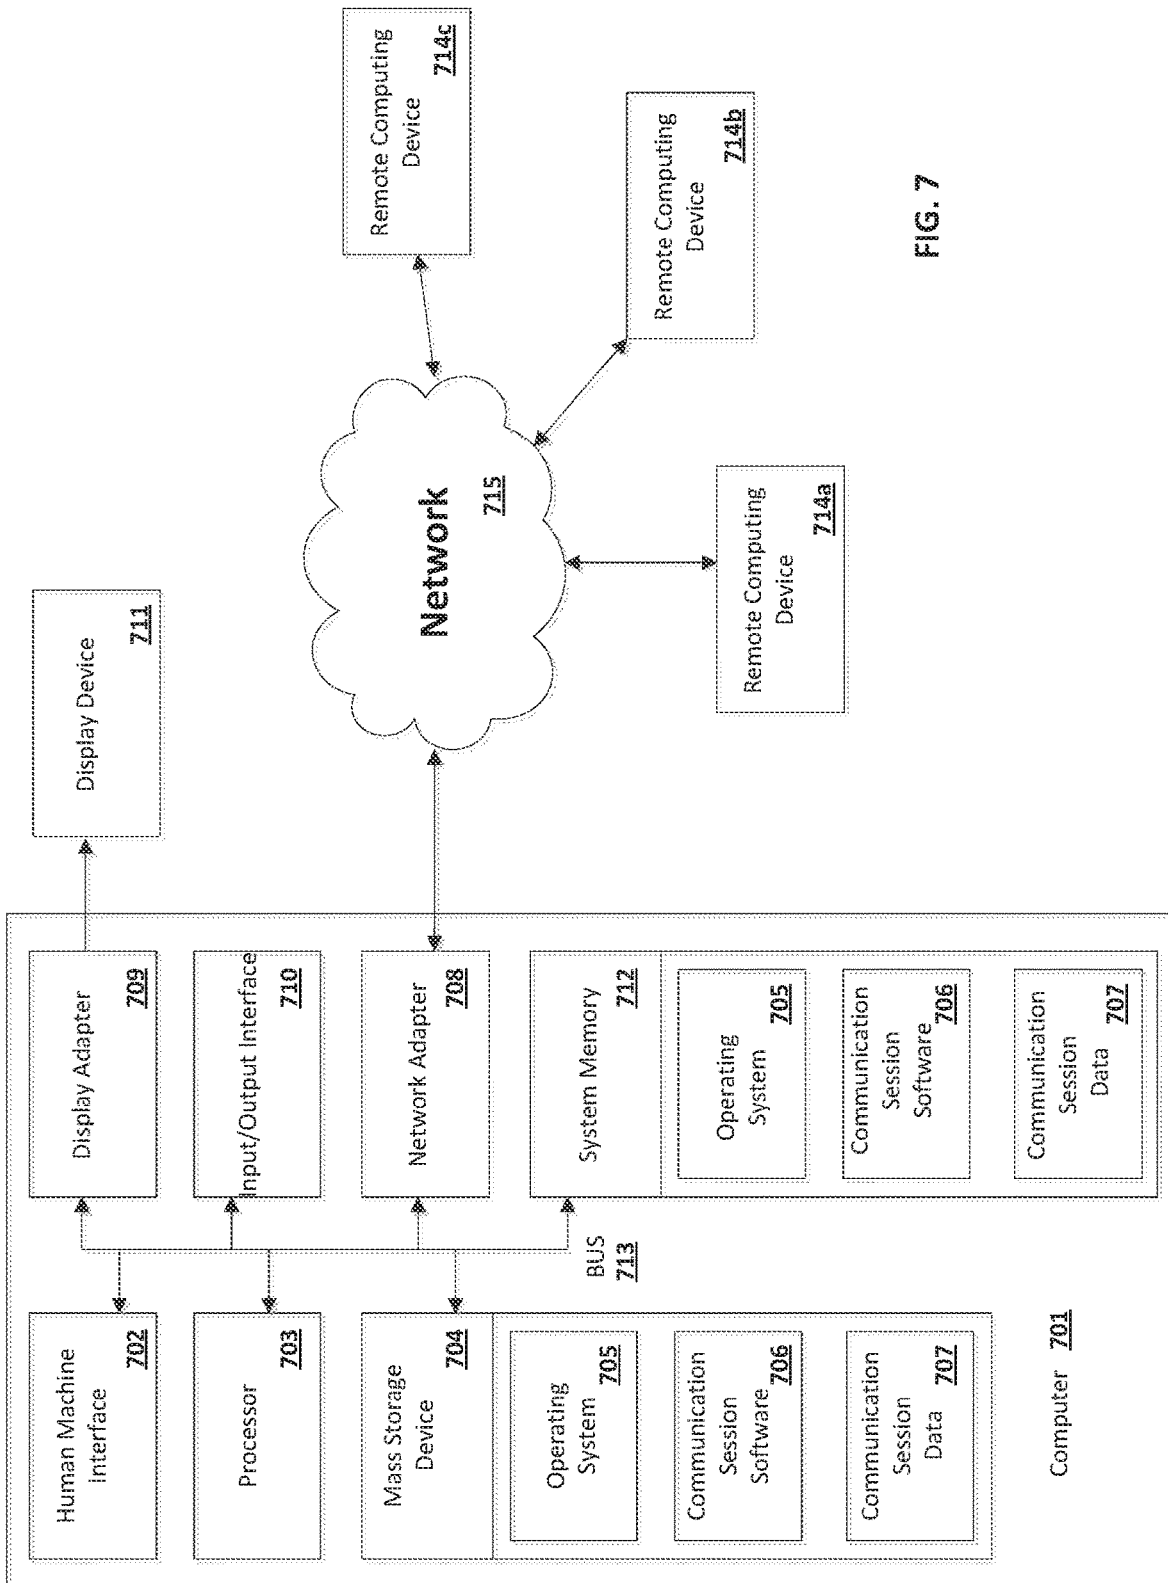 Human Machine
Interface
702
Display Adapter
709
Display Device
711
Processor
703
Input/Output Interface
710
Mass Storage
Device
704
Network Adapter
708
Operating
System
705
Communication
Session
Software
706
Communication
Session
Data
707
BUS
713
System Memory
712
Operating
System
705
Communication
Session
Software
706
Communication
Session
Data
707
Computer 701
Network
715
Remote Computing
Device
714a
Remote Computing
Device
714b
Remote Computing
Device
714c
FIG. 7